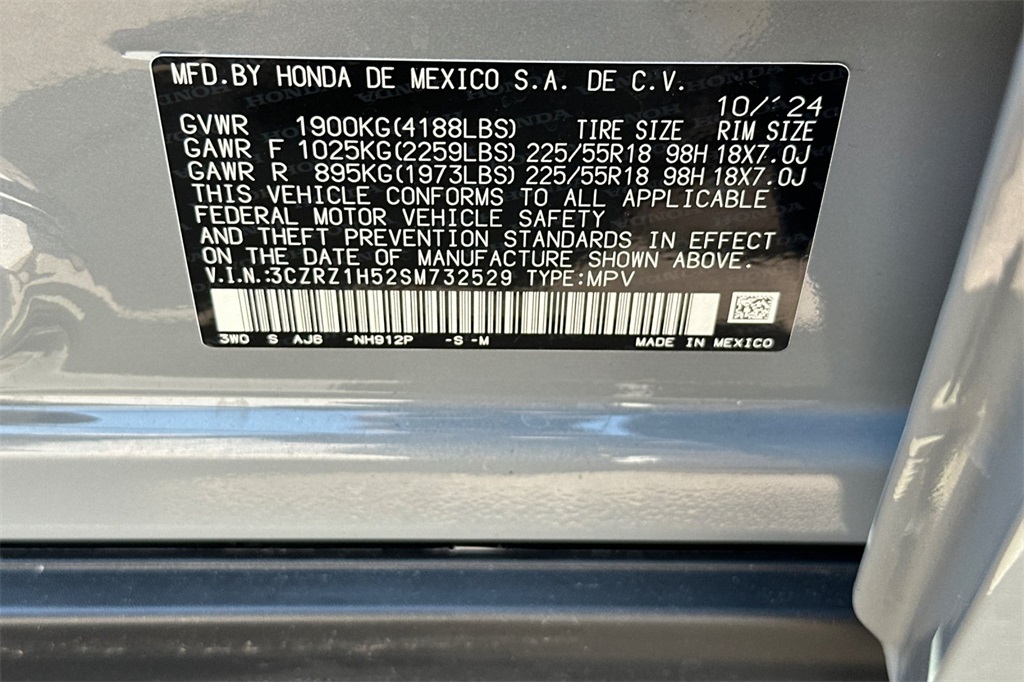 MFD.BY HONDA DE MEXICO S.A. DE C.V.
10/'24
GVWR 1900KG(4188LBS) TIRE SIZE RIM SIZE
GAWR F 1025KG(2259LBS) 225/55R18 98H 18X7.0J
GAWR R 895KG(1973LBS) 225/55R18 98H 18X7.0J
THIS VEHICLE CONFORMS TO ALL APPLICABLE
FEDERAL MOTOR VEHICLE SAFETY
AND THEFT PREVENTION STANDARDS IN EFFECT
ON THE DATE OF MANUFACTURE SHOWN ABOVE.
V.I.N.:3CZRZ1H52SM732529 TYPE:MPV
3W0 S AJ6 -NH912P -S -M MADE IN MEXICO